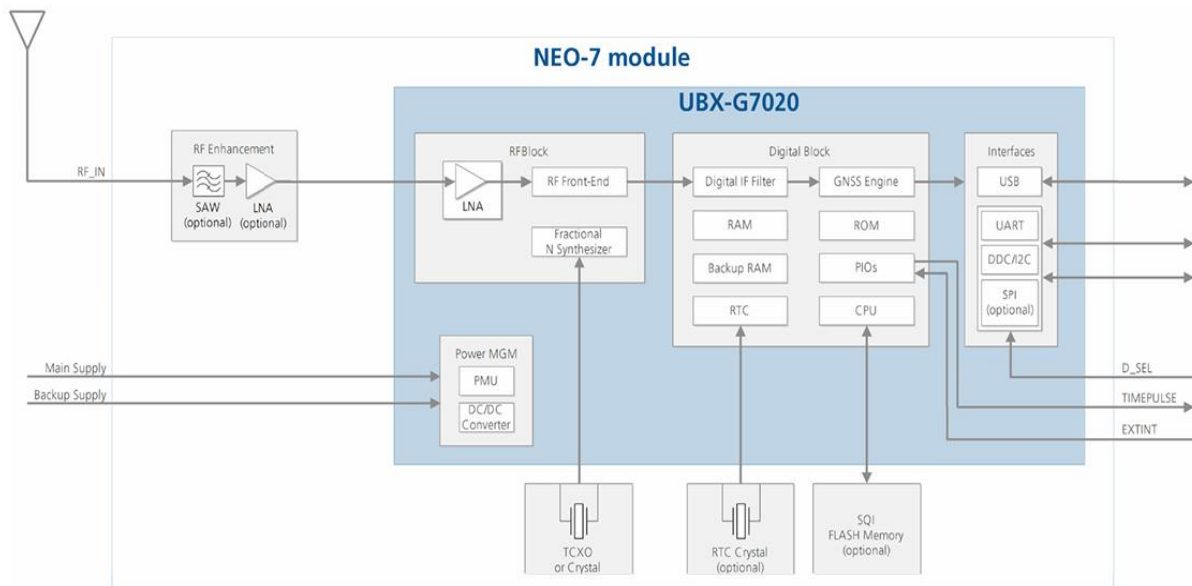 NEO-7 module
UBX-G7020
RF_IN
RF Enhancement
SAW
(optional)
LNA
(optional)
RFBlock
LNA
RF Front-End
Fractional
N Synthesizer
Digital Block
Digital IF Filter
GNSS Engine
RAM
ROM
Backup RAM
PIOs
RTC
CPU
Interfaces
USB
UART
DDC/I2C
SPI
(optional)
Main Supply
Backup Supply
Power MGM
PMU
DC/DC
Converter
D_SEL
TIMEPULSE
EXTINT
TCXO
or Crystal
RTC Crystal
(optional)
SQI
FLASH Memory
(optional)